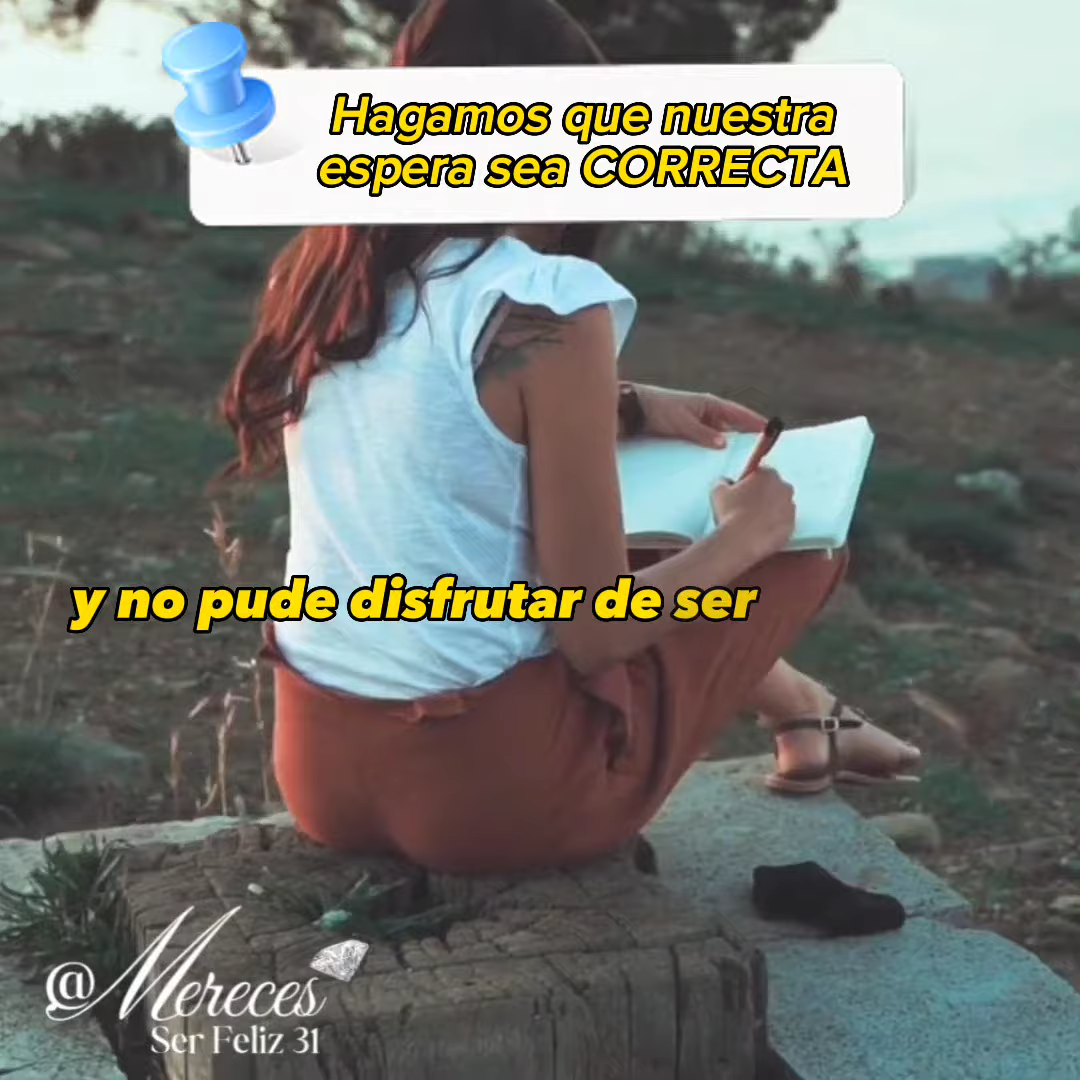 Hagamos que nuestra
espera sea CORRECTA
y no pude disfrutar de ser
@Mereces
Ser Feliz 31